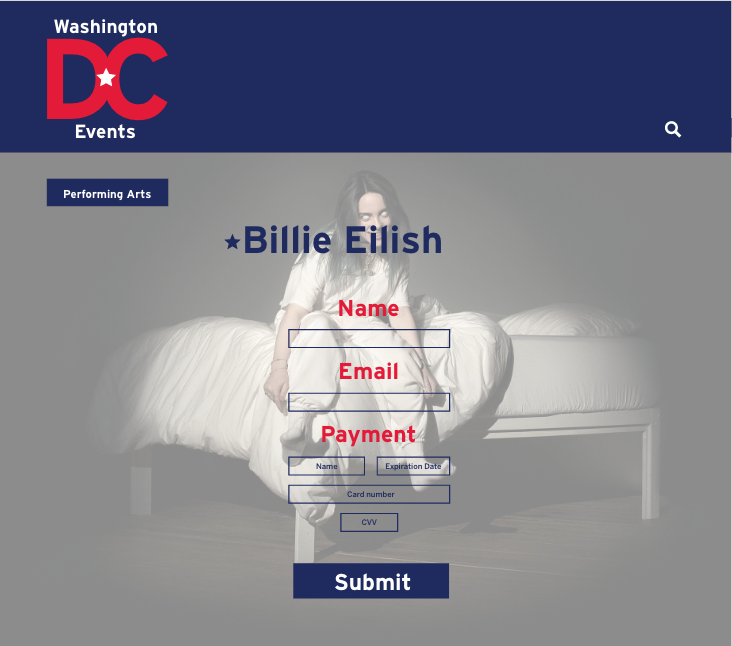 Washington
DC
Events
Performing Arts
Billie Eilish
Name
Email
Payment
Name
Expiration Date
Card number
CVV
Submit